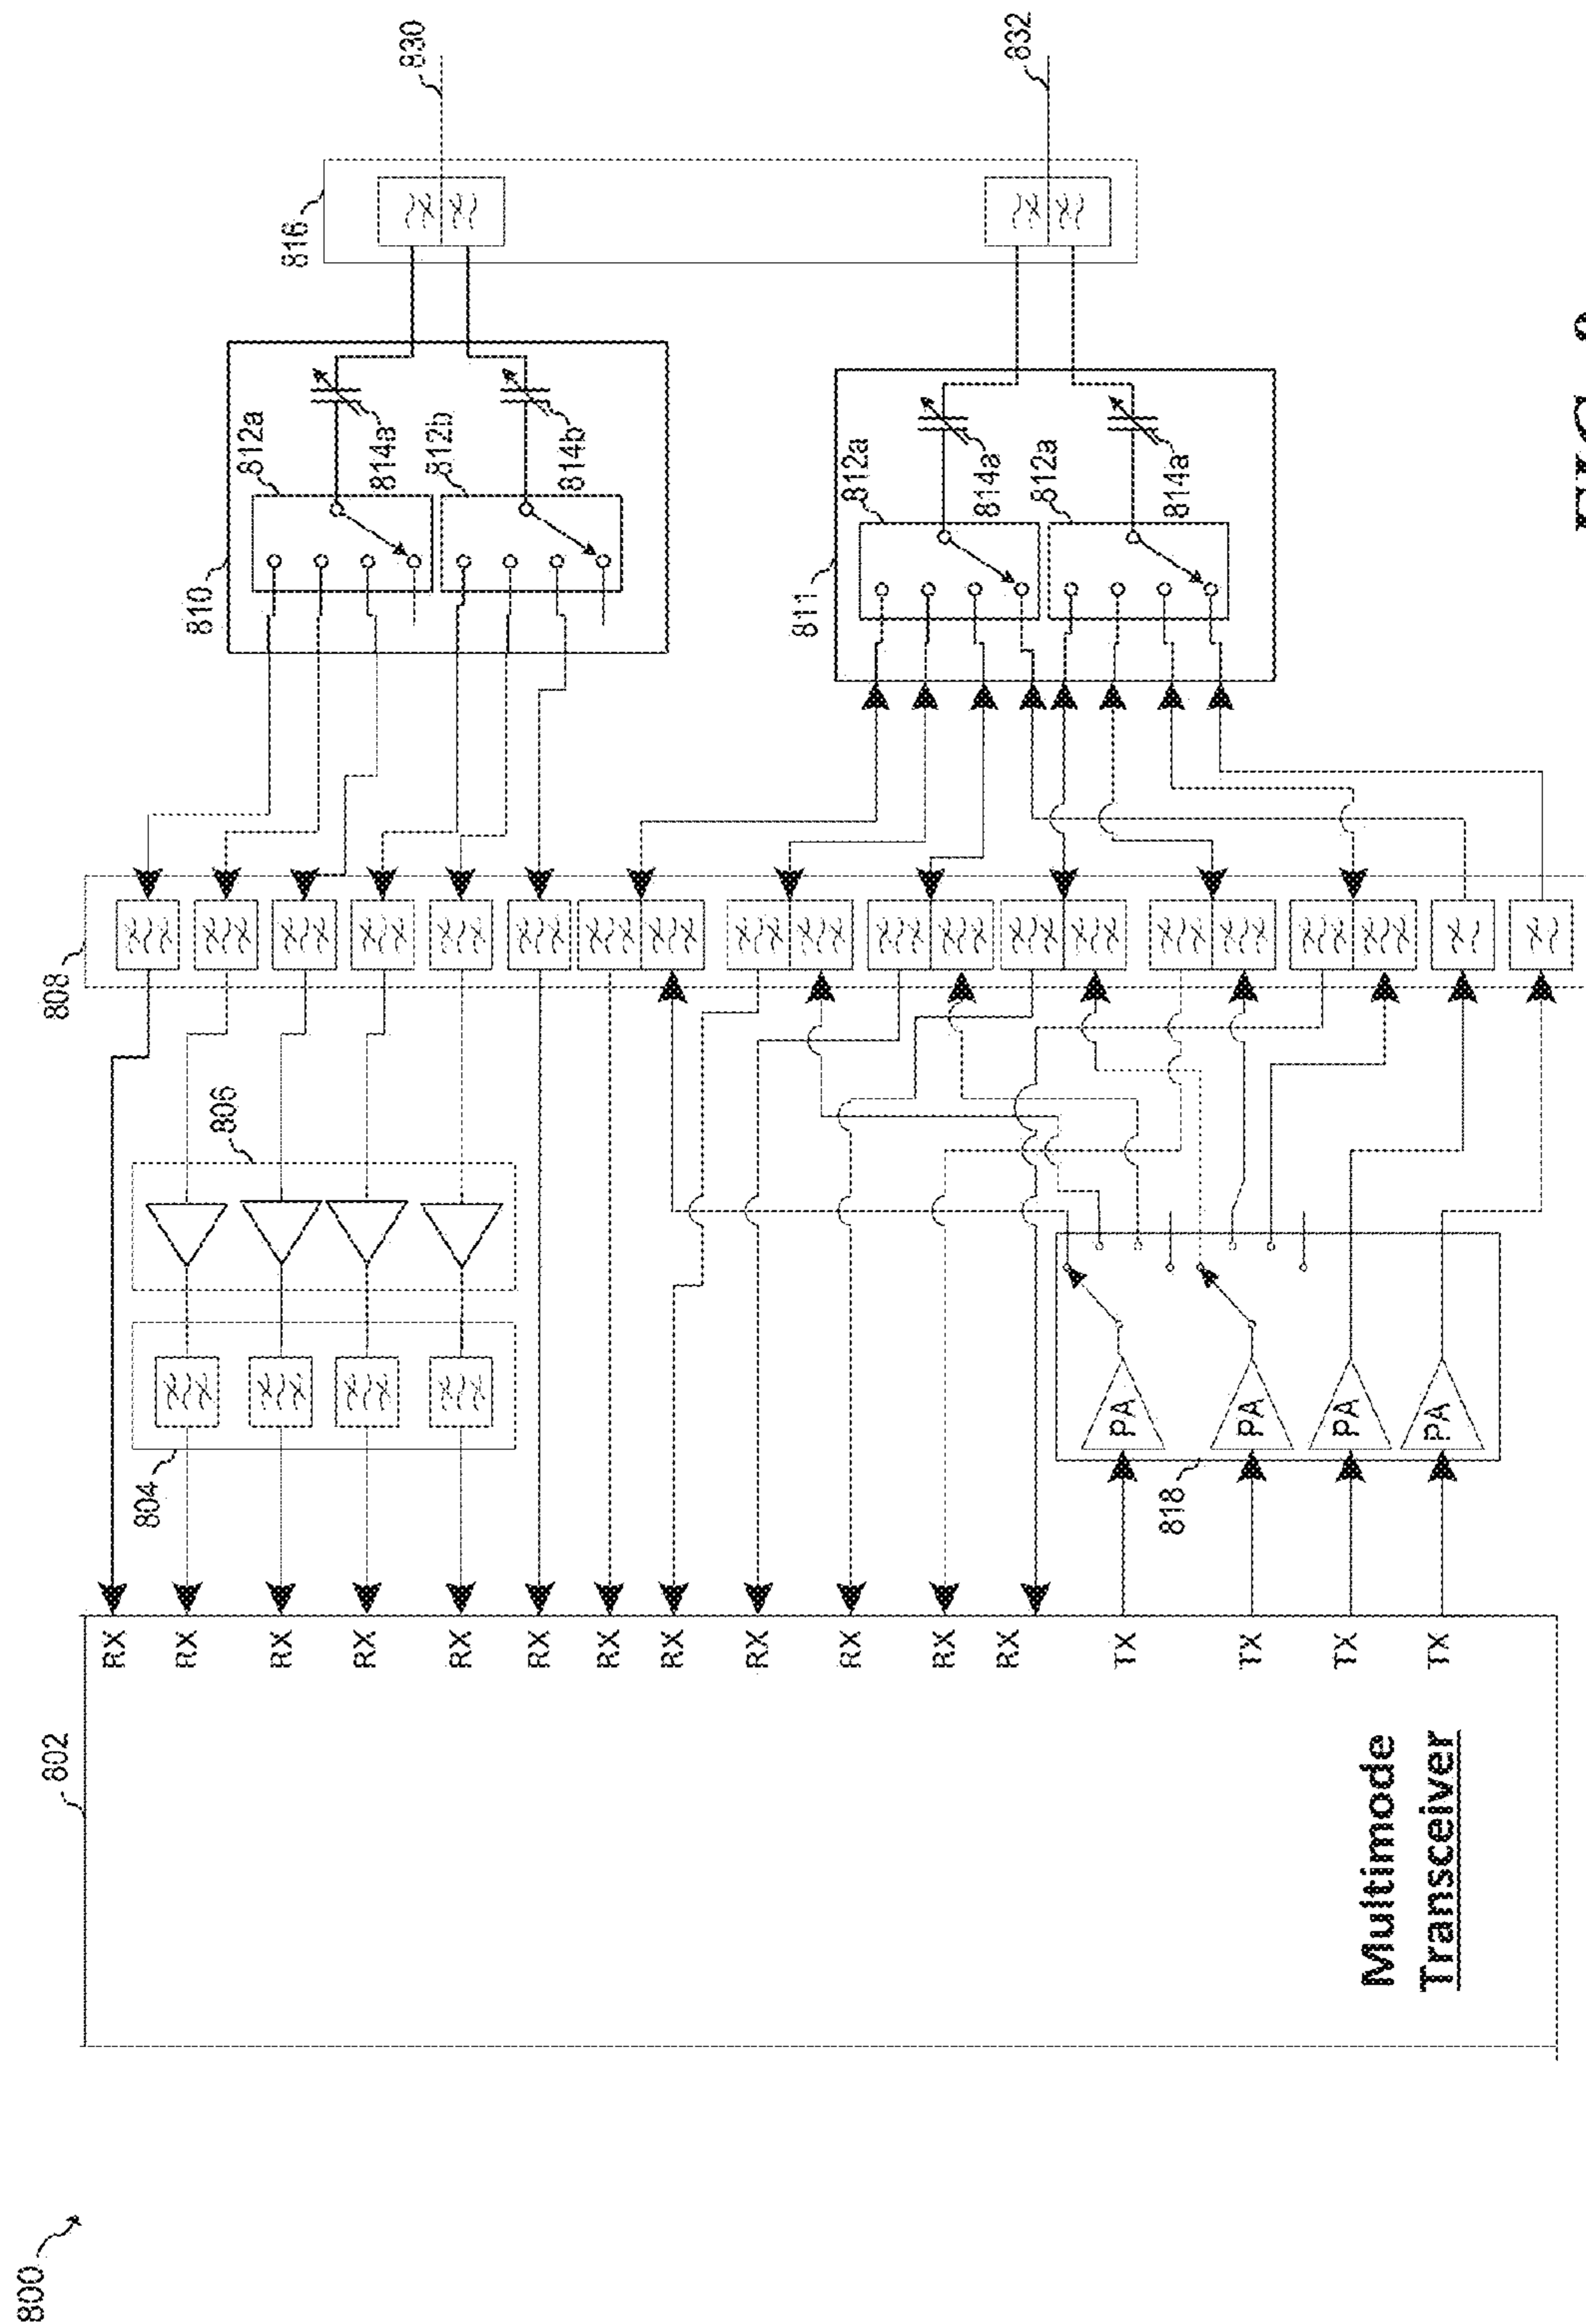 800
802
RX
RX
RX
RX
RX
RX
RX
RX
RX
RX
RX
RX
TX
TX
TX
TX
Multimode
Transceiver
804
806
808
818
PA
PA
PA
PA
810
812a
814a
812b
814b
811
812a
814a
812a
814a
816
830
832